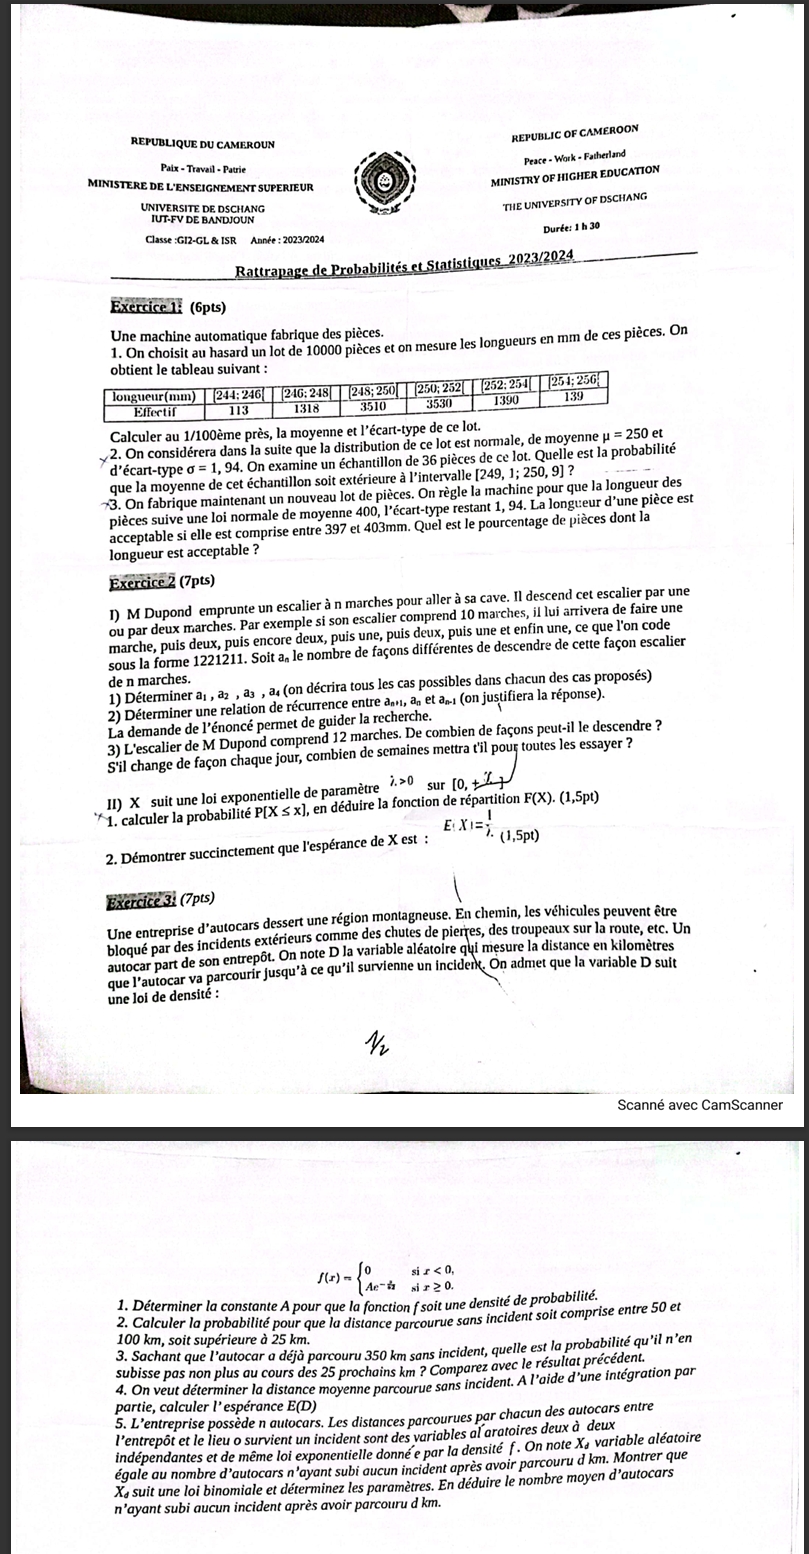 REPUBLIQUE DU CAMEROUN
Paix - Travail - Patrie
MINISTERE DE L'ENSEIGNEMENT SUPERIEUR
UNIVERSITE DE DSCHANG
IUT-FV DE BANDJOUN
Classe :GI2-GL & ISR Année : 2023/2024
REPUBLIC OF CAMEROON
Peace - Work - Fatherland
MINISTRY OF HIGHER EDUCATION
THE UNIVERSITY OF DSCHANG
Durée: 1 h 30
Rattrapage de Probabilités et Statistiques 2023/2024
Exercice 1: (6pts)
Une machine automatique fabrique des pièces.
1. On choisit au hasard un lot de 10000 pièces et on mesure les longueurs en mm de ces pièces. On
obtient le tableau suivant :
longueur(mm) [244; 246[ [246; 248[ [248; 250[ [250; 252[ [252; 254[ [254; 256[
Effectif 113 1318 3510 3530 1390 139
Calculer au 1/100ème près, la moyenne et l'écart-type de ce lot.
2. On considérera dans la suite que la distribution de ce lot est normale, de moyenne μ = 250 et
d'écart-type σ = 1, 94. On examine un échantillon de 36 pièces de ce lot. Quelle est la probabilité
que la moyenne de cet échantillon soit extérieure à l'intervalle [249, 1; 250, 9] ?
3. On fabrique maintenant un nouveau lot de pièces. On règle la machine pour que la longueur des
pièces suive une loi normale de moyenne 400, l'écart-type restant 1, 94. La longueur d'une pièce est
acceptable si elle est comprise entre 397 et 403mm. Quel est le pourcentage de pièces dont la
longueur est acceptable ?
Exercice 2 (7pts)
I) M Dupond emprunte un escalier à n marches pour aller à sa cave. Il descend cet escalier par une
ou par deux marches. Par exemple si son escalier comprend 10 marches, il lui arrivera de faire une
marche, puis deux, puis encore deux, puis une, puis deux, puis une et enfin une, ce que l'on code
sous la forme 1221211. Soit aₙ le nombre de façons différentes de descendre de cette façon escalier
de n marches.
1) Déterminer a₁ , a₂ , a₃ , a₄ (on décrira tous les cas possibles dans chacun des cas proposés)
2) Déterminer une relation de récurrence entre aₙ₊₁, aₙ et aₙ₋₁ (on justifiera la réponse).
La demande de l'énoncé permet de guider la recherche.
3) L'escalier de M Dupond comprend 12 marches. De combien de façons peut-il le descendre ?
S'il change de façon chaque jour, combien de semaines mettra t'il pour toutes les essayer ?
II) X suit une loi exponentielle de paramètre λ>0 sur [0, +
1. calculer la probabilité P[X ≤ x], en déduire la fonction de répartition F(X). (1,5pt)
2. Démontrer succinctement que l'espérance de X est : E(X)=1/λ (1,5pt)
Exercice 3: (7pts)
Une entreprise d'autocars dessert une région montagneuse. En chemin, les véhicules peuvent être
bloqué par des incidents extérieurs comme des chutes de pierres, des troupeaux sur la route, etc. Un
autocar part de son entrepôt. On note D la variable aléatoire qui mesure la distance en kilomètres
que l'autocar va parcourir jusqu'à ce qu'il survienne un incident. On admet que la variable D suit
une loi de densité :
1/2
Scanné avec CamScanner
f(x) = { 0 si x < 0,
Ae si x ≥ 0.
1. Déterminer la constante A pour que la fonction f soit une densité de probabilité.
2. Calculer la probabilité pour que la distance parcourue sans incident soit comprise entre 50 et
100 km, soit supérieure à 25 km.
3. Sachant que l'autocar a déjà parcouru 350 km sans incident, quelle est la probabilité qu'il n'en
subisse pas non plus au cours des 25 prochains km ? Comparez avec le résultat précédent.
4. On veut déterminer la distance moyenne parcourue sans incident. A l'aide d'une intégration par
partie, calculer l'espérance E(D)
5. L'entreprise possède n autocars. Les distances parcourues par chacun des autocars entre
l'entrepôt et le lieu o survient un incident sont des variables al´aratoires deux à deux
indépendantes et de même loi exponentielle donn´e par la densité f. On note X_d variable aléatoire
égale au nombre d'autocars n'ayant subi aucun incident après avoir parcouru d km. Montrer que
X_d suit une loi binomiale et déterminez les paramètres. En déduire le nombre moyen d'autocars
n'ayant subi aucun incident après avoir parcouru d km.